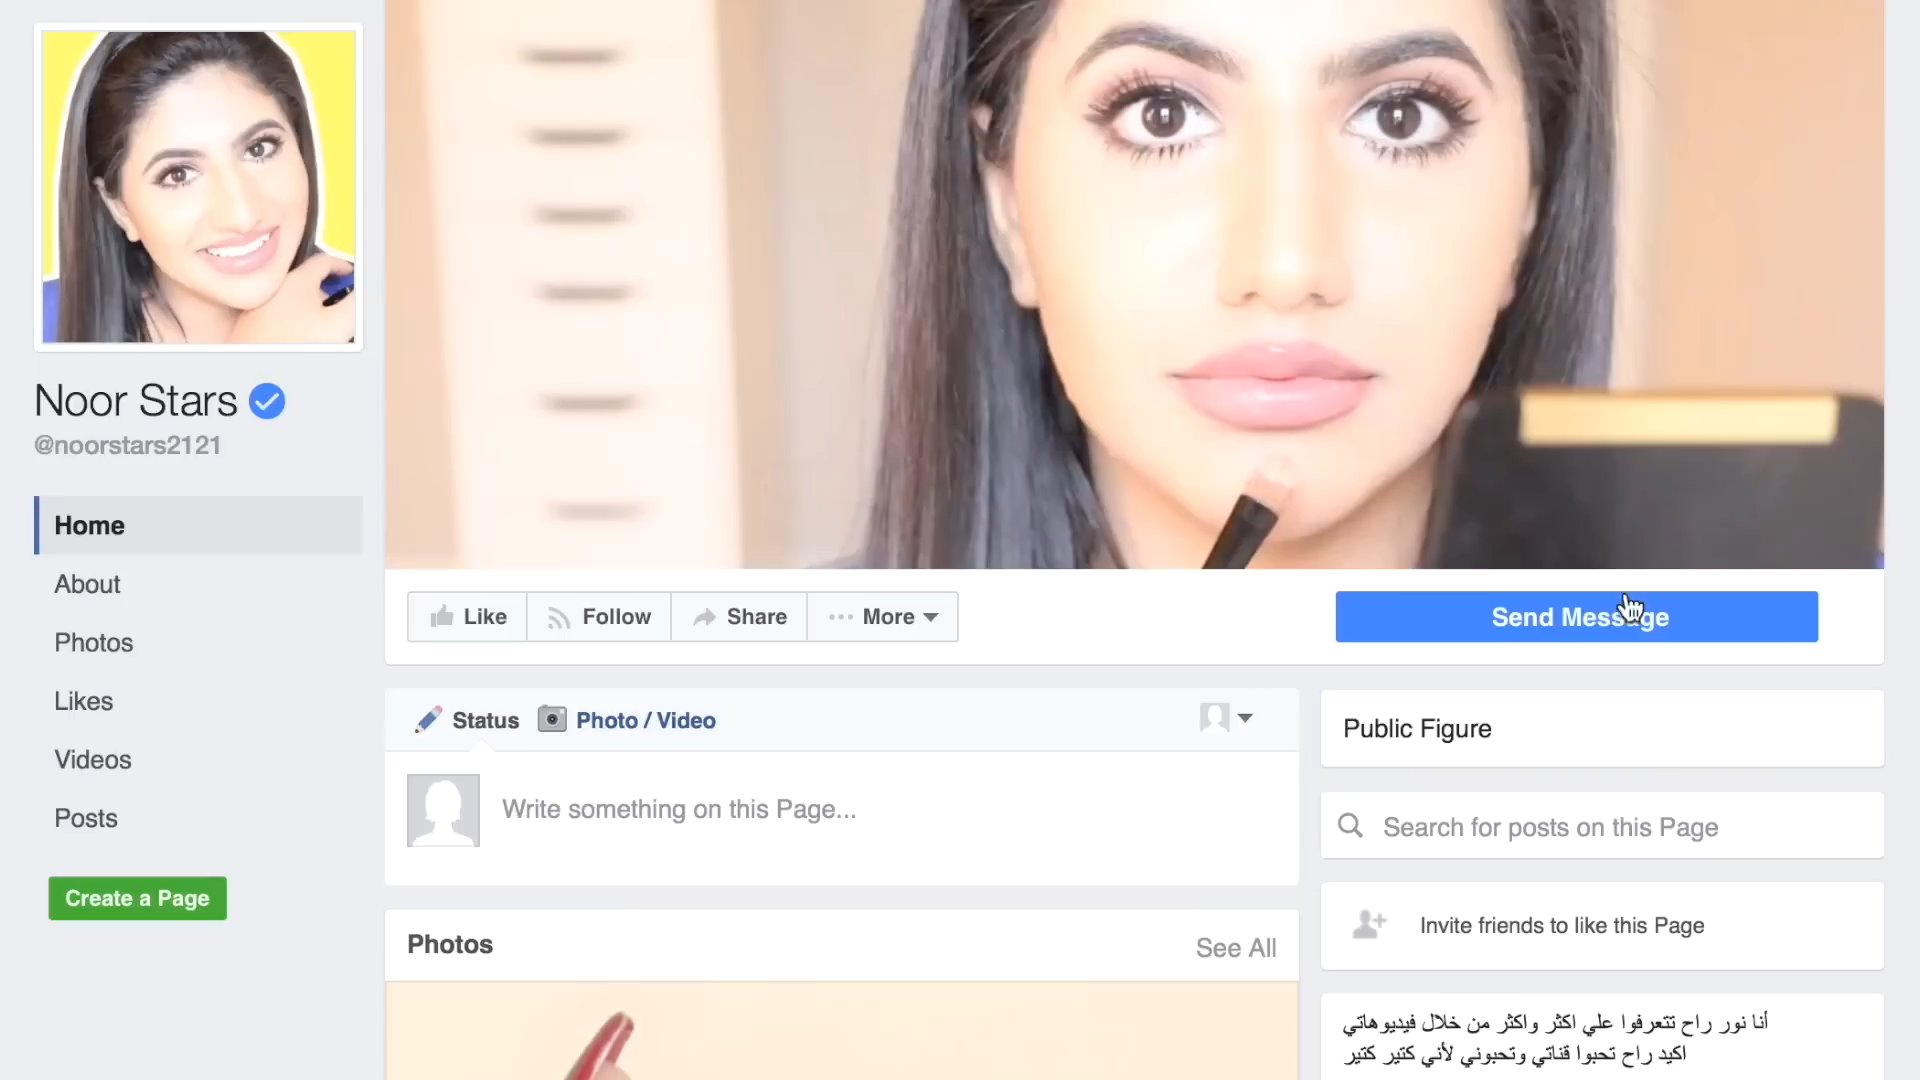 Noor Stars
@noorstars2121
Home
About
Photos
Likes
Videos
Posts
Create a Page
Like
Follow
Share
More
Send Message
Status
Photo / Video
Write something on this Page...
Photos
See All
Public Figure
Search for posts on this Page
Invite friends to like this Page
أنا نور راح تتعرفوا علي اكثر واكثر من خلال فيديوهاتي
اكيد راح تحبوا قناتي وتحبوني لأني كتير كتير